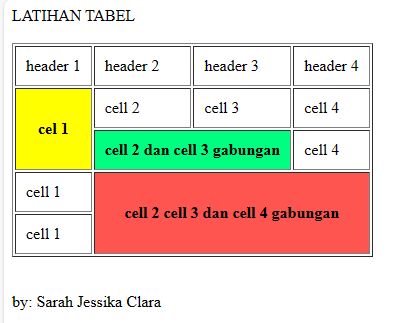 LATIHAN TABEL
header 1 header 2 header 3 header 4
cel 1 cell 2 cell 3 cell 4
cell 2 dan cell 3 gabungan cell 4
cell 1 cell 2 cell 3 dan cell 4 gabungan
cell 1
by: Sarah Jessika Clara